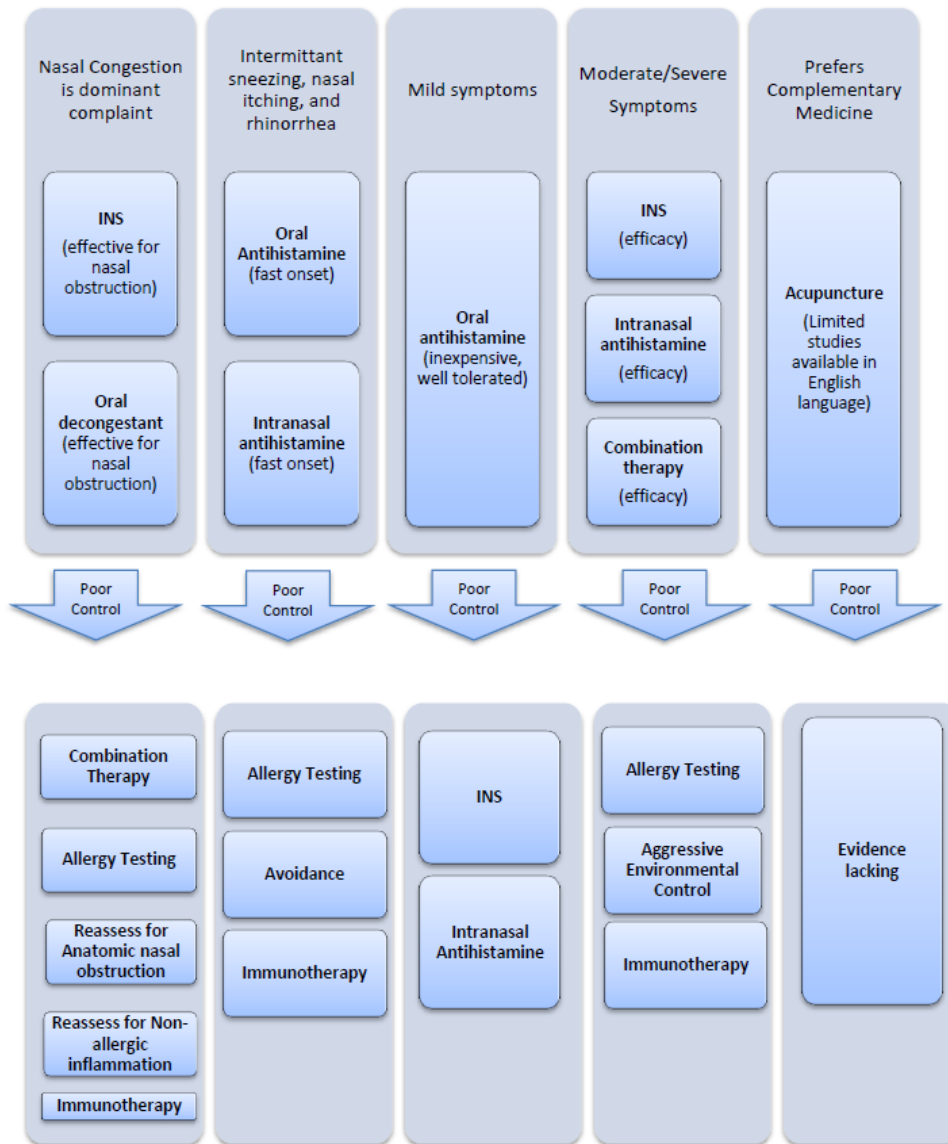 Nasal Congestion
is dominant
complaint
Intermittant
sneezing, nasal
itching, and
rhinorrhea
Mild symptoms
Moderate/Severe
Symptoms
Prefers
Complementary
Medicine
INS
(effective for
nasal
obstruction)
Oral
decongestant
(effective for
nasal
obstruction)
Oral
Antihistamine
(fast onset)
Intranasal
antihistamine
(fast onset)
Oral
antihistamine
(inexpensive,
well tolerated)
INS
(efficacy)
Intranasal
antihistamine
(efficacy)
Combination
therapy
(efficacy)
Acupuncture
(Limited
studies
available in
English
language)
Poor
Control
Poor
Control
Poor
Control
Poor
Control
Poor
Control
Combination
Therapy
Allergy Testing
Reassess for
Anatomic nasal
obstruction
Reassess for Non-
allergic
inflammation
Immunotherapy
Allergy Testing
Avoidance
Immunotherapy
INS
Intranasal
Antihistamine
Allergy Testing
Aggressive
Environmental
Control
Immunotherapy
Evidence
lacking